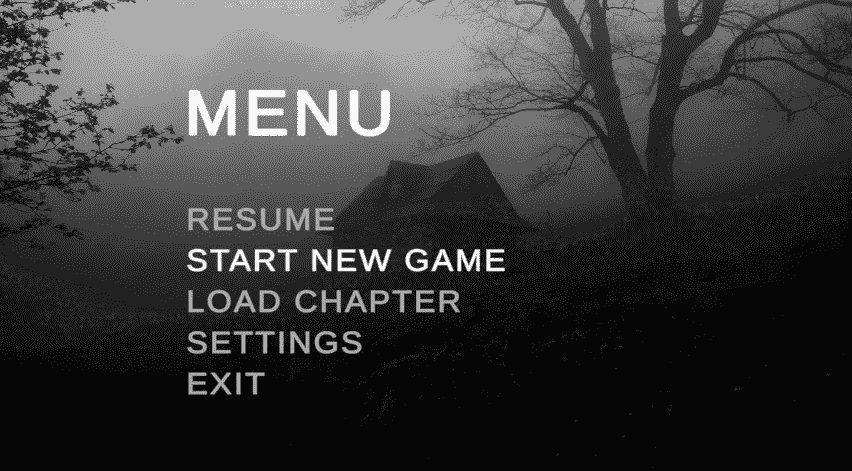 MENU
RESUME
START NEW GAME
LOAD CHAPTER
SETTINGS
EXIT